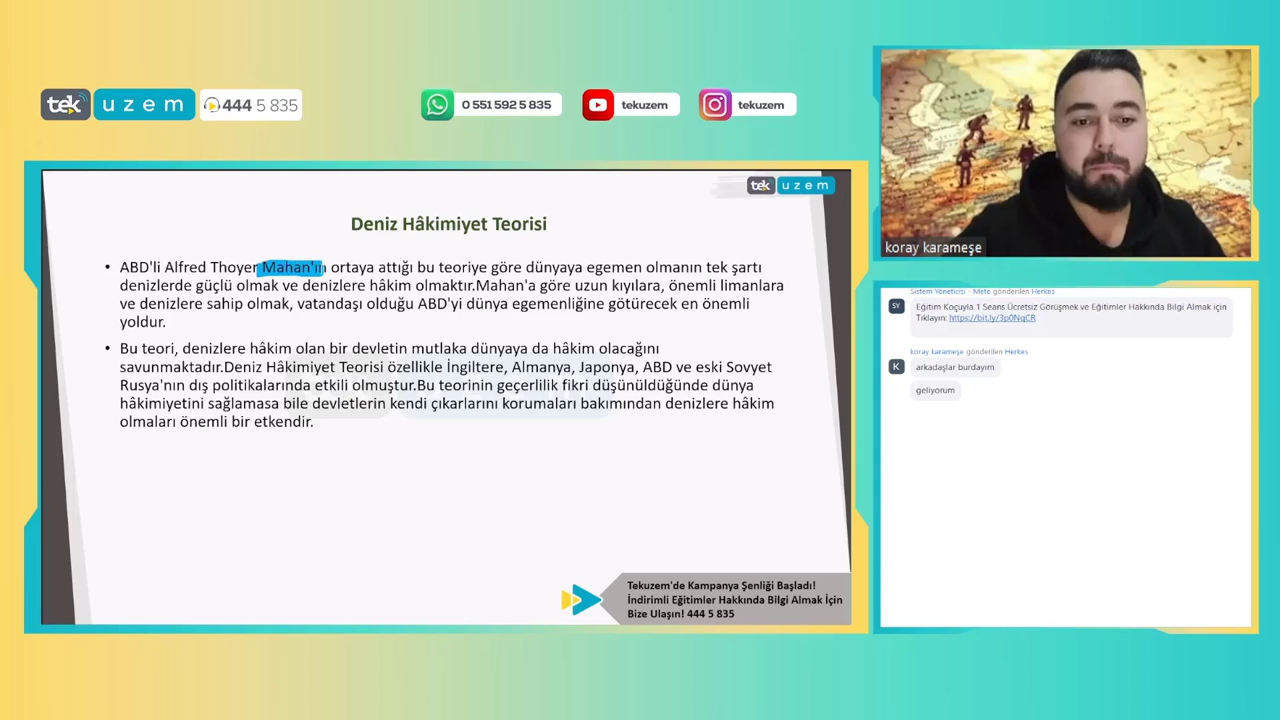 tek uzem 444 5 835
0 551 592 5 835
tekuzem
tekuzem
tek uzem
Deniz Hâkimiyet Teorisi
• ABD'li Alfred Thoyer Mahan'ın ortaya attığı bu teoriye göre dünyaya egemen olmanın tek şartı
denizlerde güçlü olmak ve denizlere hâkim olmaktır.Mahan'a göre uzun kıyılara, önemli limanlara
ve denizlere sahip olmak, vatandaşı olduğu ABD'yi dünya egemenliğine götürecek en önemli
yoldur.
• Bu teori, denizlere hâkim olan bir devletin mutlaka dünyaya da hâkim olacağını
savunmaktadır.Deniz Hâkimiyet Teorisi özellikle İngiltere, Almanya, Japonya, ABD ve eski Sovyet
Rusya'nın dış politikalarında etkili olmuştur.Bu teorinin geçerlilik fikri düşünüldüğünde dünya
hâkimiyetini sağlamasa bile devletlerin kendi çıkarlarını korumaları bakımından denizlere hâkim
olmaları önemli bir etkendir.
Tekuzem'de Kampanya Şenliği Başladı!
İndirimli Eğitimler Hakkında Bilgi Almak İçin
Bize Ulaşın! 444 5 835
koray karameşe
Sistem Yöneticisi - Mete gönderilen Herkes
SY
Eğitim Koçuyla 1 Seans Ücretsiz Görüşmek ve Eğitimler Hakkında Bilgi Almak için
Tıklayın: https://bit.ly/3p0NqCR
koray karameşe gönderilen Herkes
K
arkadaşlar burdayım
geliyorum